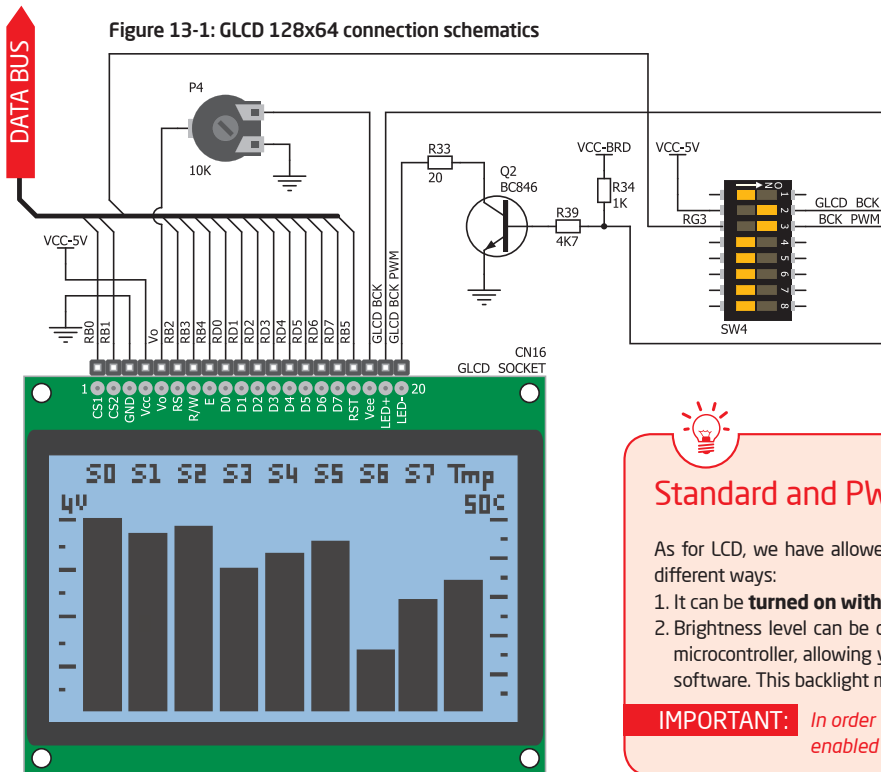 Figure 13-1: GLCD 128x64 connection schematics
DATA BUS
P4
10K
R33
20
Q2
BC846
VCC-BRD
VCC-5V
R34
1K
R39
4K7
RG3
O N
1
2
3
4
5
6
7
8
GLCD BCK
BCK PWM
SW4
VCC-5V
RB0
RB1
Vo
RB2
RB3
RB4
RD0
RD1
RD2
RD3
RD4
RD5
RD6
RD7
RB5
GLCD BCK
GLCD BCK PWM
CN16
GLCD SOCKET
1
20
CS1
CS2
GND
Vcc
Vo
RS
R/W
E
D0
D1
D2
D3
D4
D5
D6
D7
RST
Vee
LED+
LED-
S0 S1 S2 S3 S4 S5 S6 S7 Tmp
4V 50C
Standard and PW
As for LCD, we have allowe
different ways:
1. It can be turned on with
2. Brightness level can be c
microcontroller, allowing y
software. This backlight m
IMPORTANT: In order
enabled